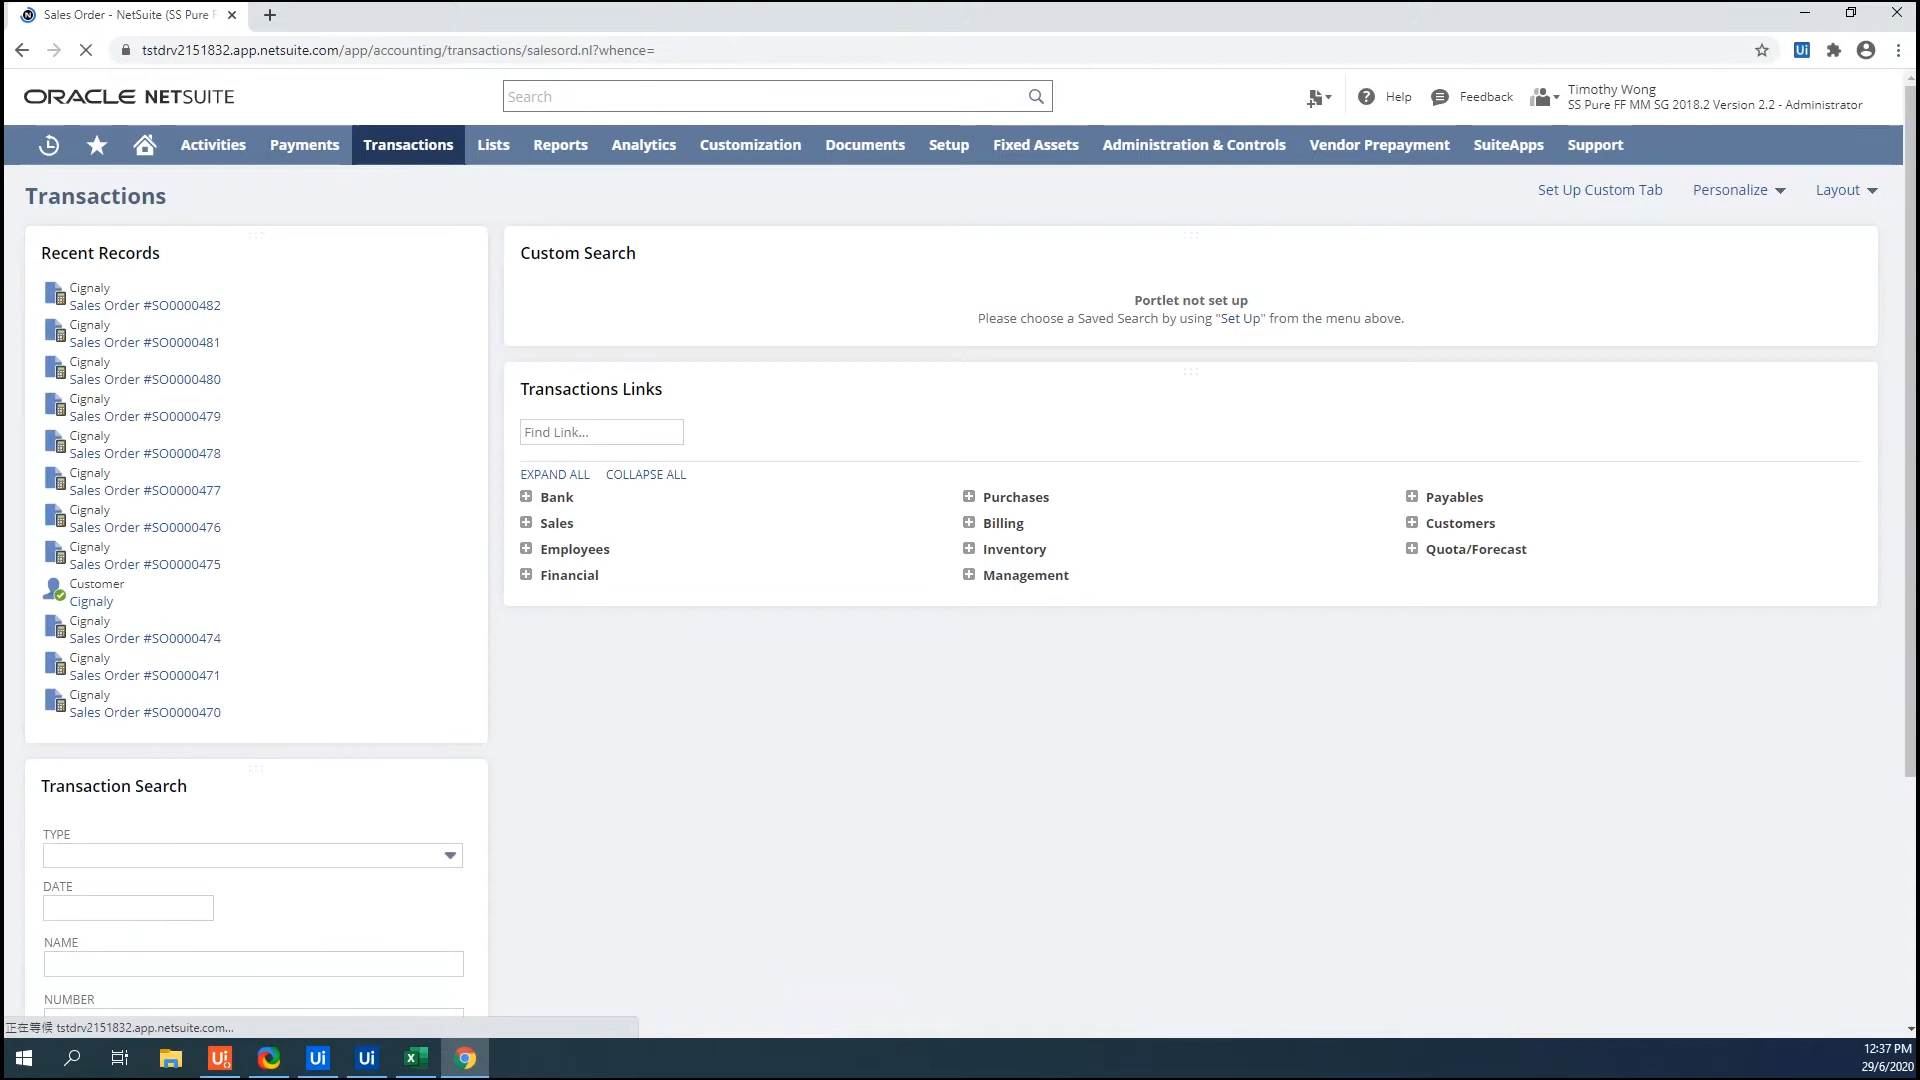 Sales Order - NetSuite (SS Pure F
tstdrv2151832.app.netsuite.com/app/accounting/transactions/salesord.nl?whence=
ORACLE NETSUITE
Search
Help
Feedback
Timothy Wong
SS Pure FF MM SG 2018.2 Version 2.2 - Administrator
Activities
Payments
Transactions
Lists
Reports
Analytics
Customization
Documents
Setup
Fixed Assets
Administration & Controls
Vendor Prepayment
SuiteApps
Support
Transactions
Set Up Custom Tab
Personalize
Layout
Recent Records
Cignaly
Sales Order #SO0000482
Cignaly
Sales Order #SO0000481
Cignaly
Sales Order #SO0000480
Cignaly
Sales Order #SO0000479
Cignaly
Sales Order #SO0000478
Cignaly
Sales Order #SO0000477
Cignaly
Sales Order #SO0000476
Cignaly
Sales Order #SO0000475
Customer
Cignaly
Cignaly
Sales Order #SO0000474
Cignaly
Sales Order #SO0000471
Cignaly
Sales Order #SO0000470
Custom Search
Portlet not set up
Please choose a Saved Search by using "Set Up" from the menu above.
Transactions Links
Find Link...
EXPAND ALL COLLAPSE ALL
Bank
Sales
Employees
Financial
Purchases
Billing
Inventory
Management
Payables
Customers
Quota/Forecast
Transaction Search
TYPE
DATE
NAME
NUMBER
正在等候 tstdrv2151832.app.netsuite.com...
Ui
Ui
Ui
12:37 PM
29/6/2020